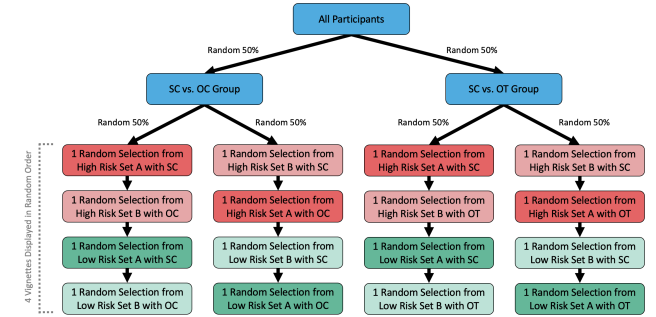 All Participants
Random 50%
Random 50%
SC vs. OC Group
SC vs. OT Group
Random 50%
Random 50%
Random 50%
Random 50%
4 Vignettes Displayed in Random Order
1 Random Selection from
High Risk Set A with SC
1 Random Selection from
High Risk Set B with SC
1 Random Selection from
High Risk Set A with SC
1 Random Selection from
High Risk Set B with SC
1 Random Selection from
High Risk Set B with OC
1 Random Selection from
High Risk Set A with OC
1 Random Selection from
High Risk Set B with OT
1 Random Selection from
High Risk Set A with OT
1 Random Selection from
Low Risk Set A with SC
1 Random Selection from
Low Risk Set B with SC
1 Random Selection from
Low Risk Set A with SC
1 Random Selection from
Low Risk Set B with SC
1 Random Selection from
Low Risk Set B with OC
1 Random Selection from
Low Risk Set A with OC
1 Random Selection from
Low Risk Set B with OT
1 Random Selection from
Low Risk Set A with OT